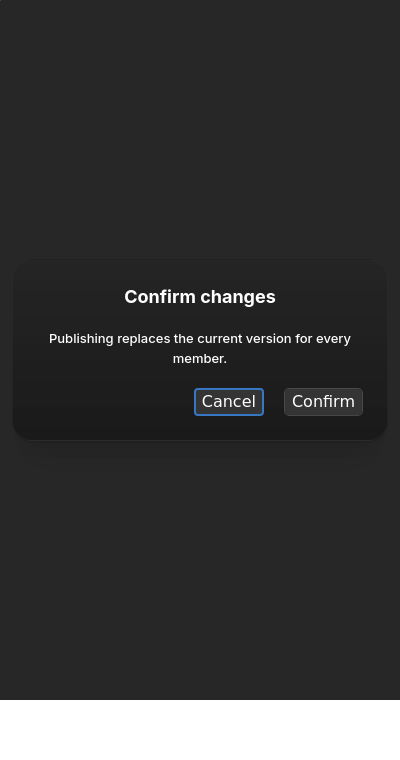 Confirm changes
Publishing replaces the current version for every
member.
Cancel
Confirm